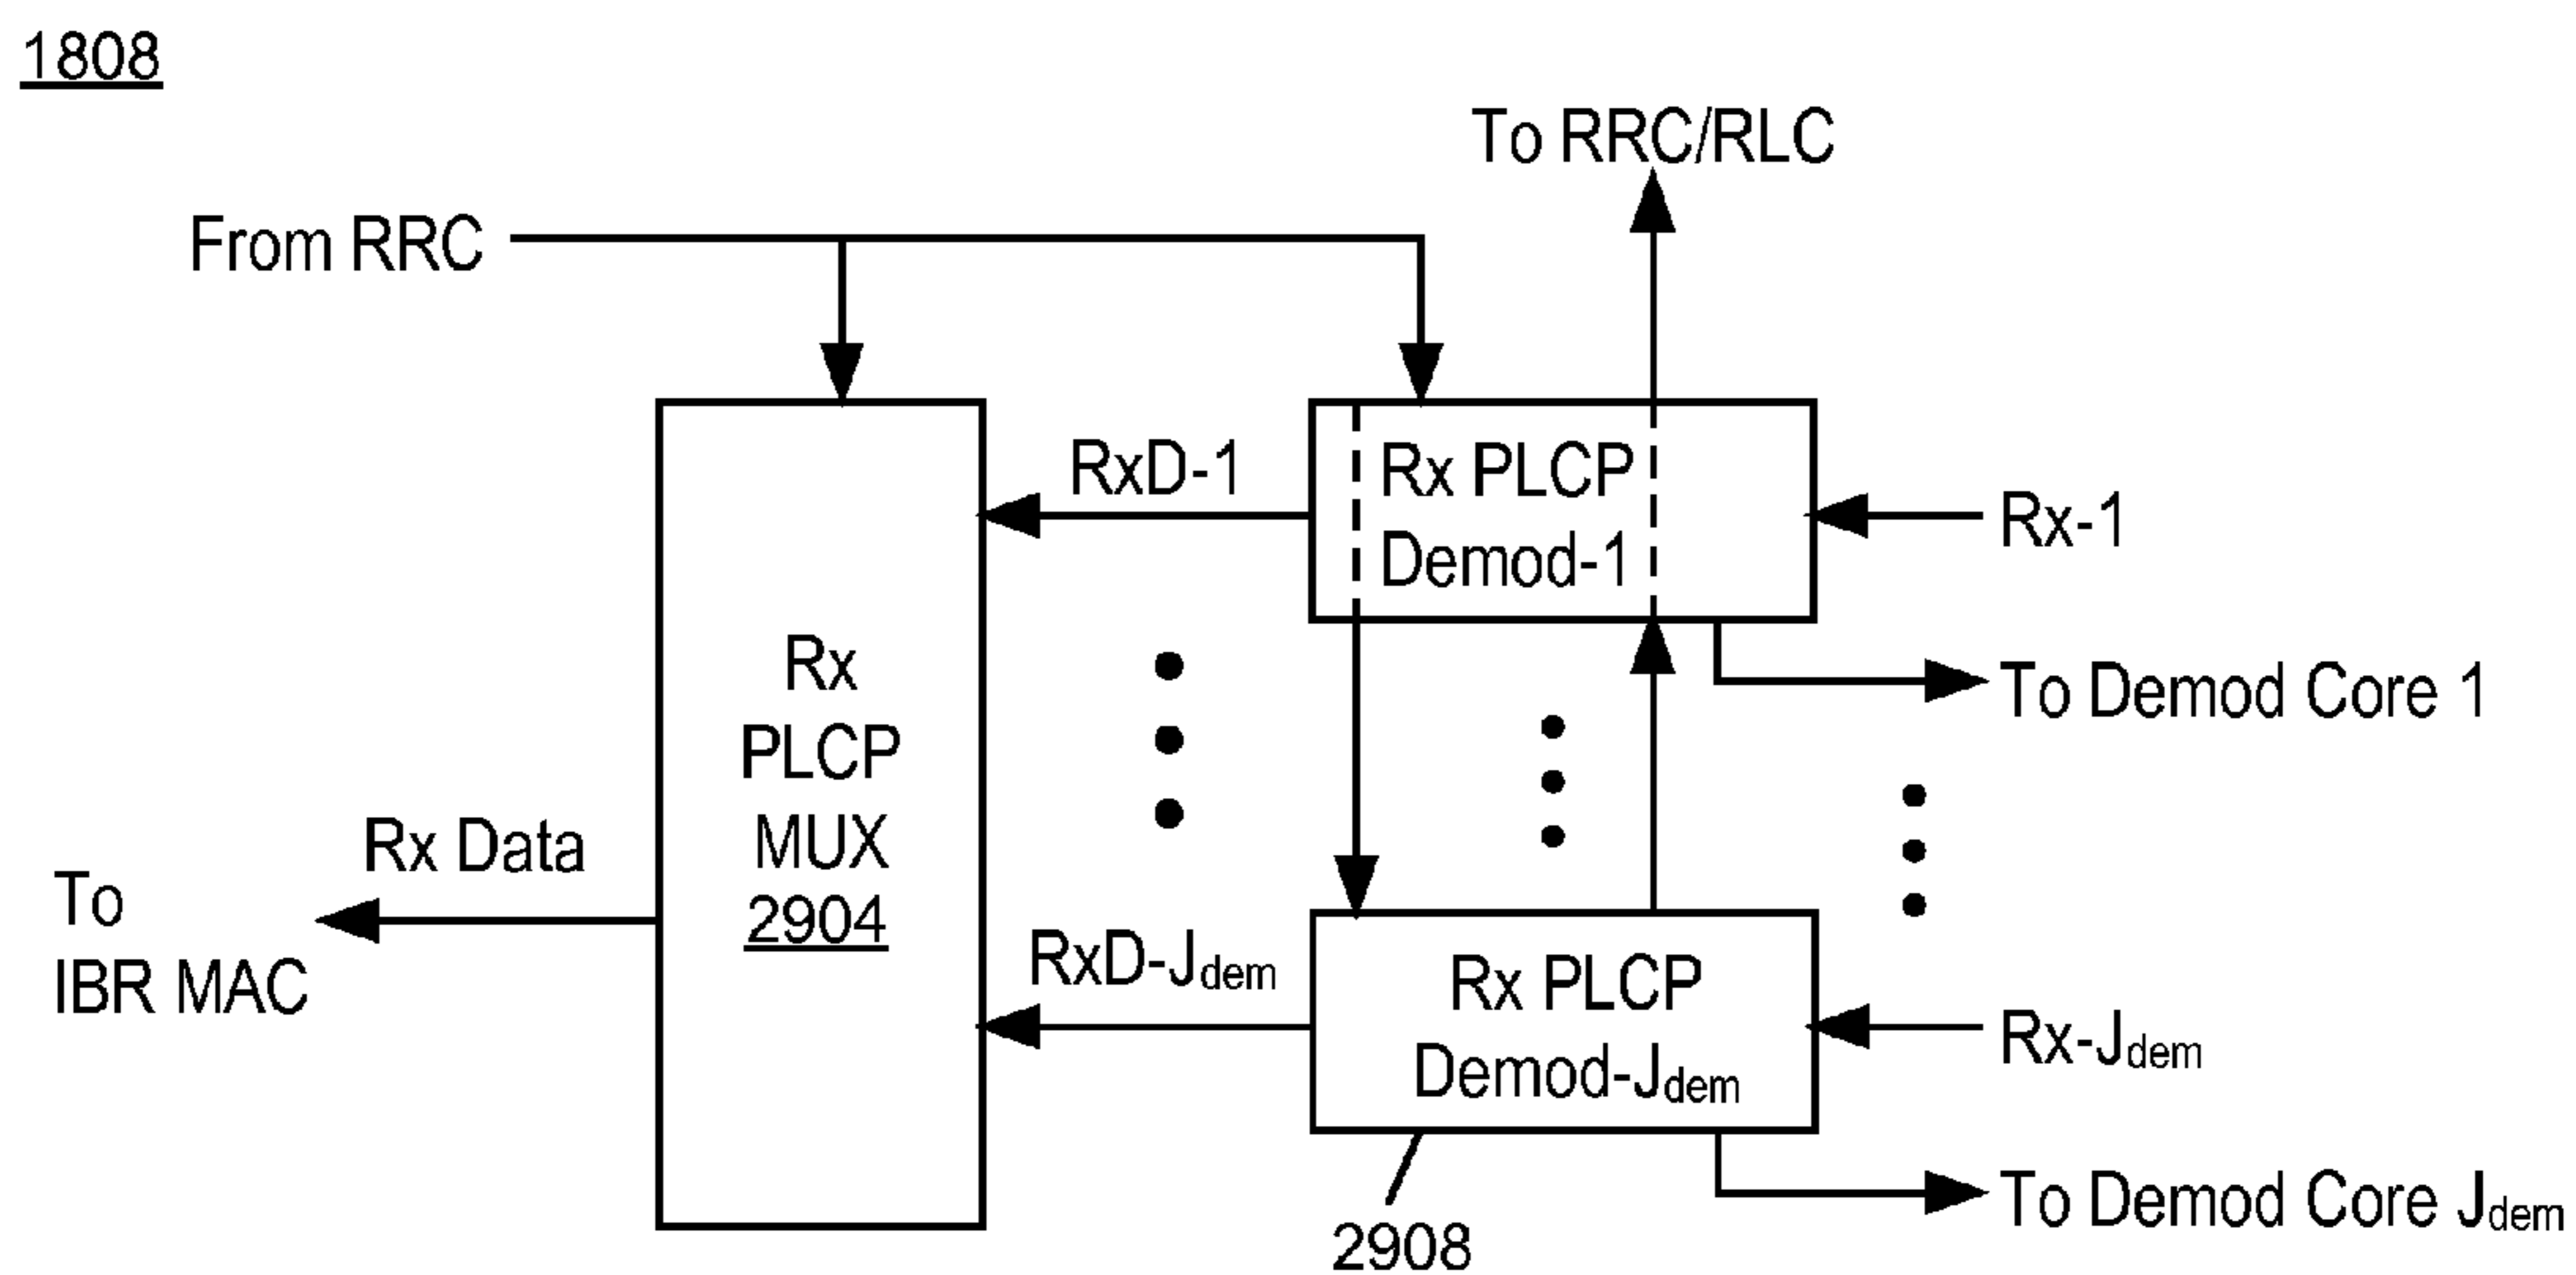 1808
To RRC/RLC
From RRC
RxD-1
Rx PLCP
Demod-1
Rx-1
To Demod Core 1
Rx
PLCP
MUX
2904
Rx Data
To
IBR MAC
RxD-Jdem
Rx PLCP
Demod-Jdem
Rx-Jdem
To Demod Core Jdem
2908